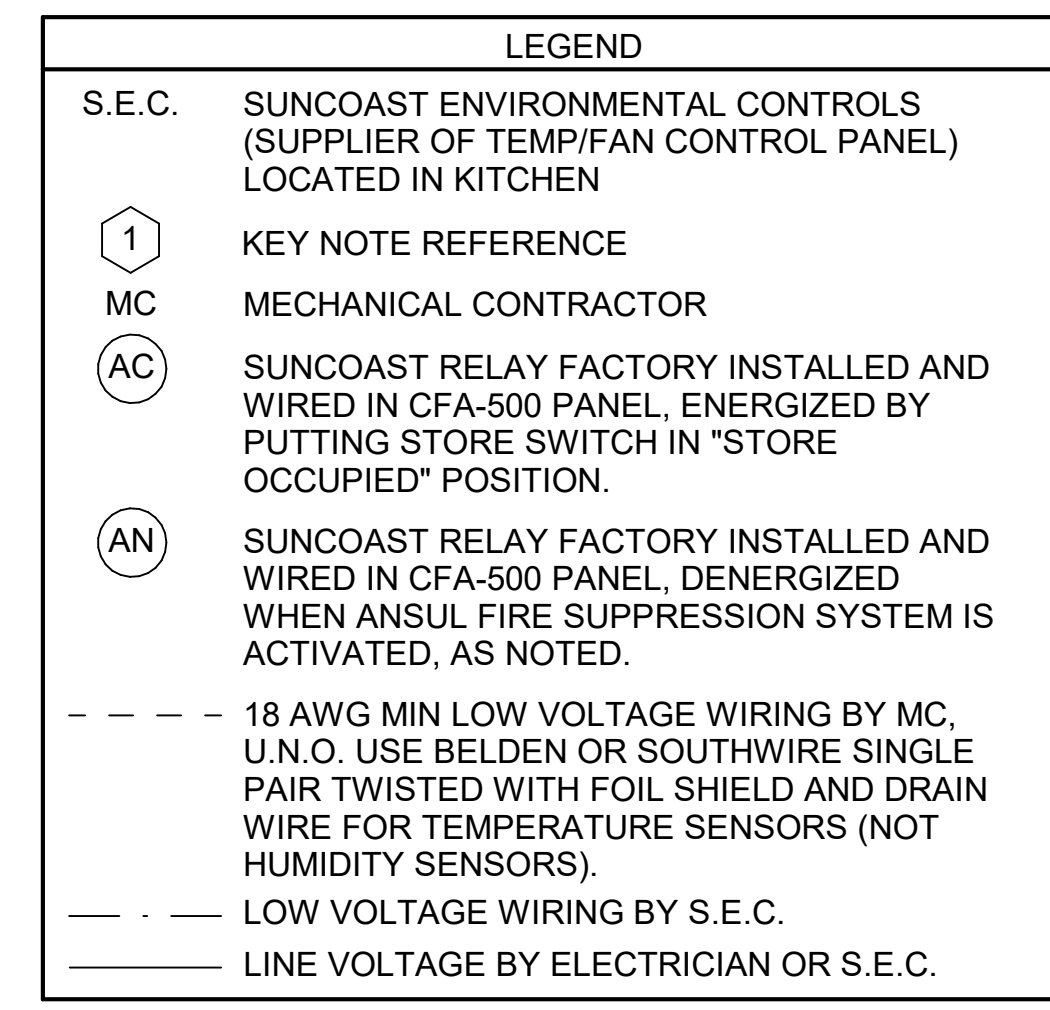 LEGEND
S.E.C. SUNCOAST ENVIRONMENTAL CONTROLS
(SUPPLIER OF TEMP/FAN CONTROL PANEL)
LOCATED IN KITCHEN
1 KEY NOTE REFERENCE
MC MECHANICAL CONTRACTOR
AC SUNCOAST RELAY FACTORY INSTALLED AND
WIRED IN CFA-500 PANEL, ENERGIZED BY
PUTTING STORE SWITCH IN "STORE
OCCUPIED" POSITION.
AN SUNCOAST RELAY FACTORY INSTALLED AND
WIRED IN CFA-500 PANEL, DENERGIZED
WHEN ANSUL FIRE SUPPRESSION SYSTEM IS
ACTIVATED, AS NOTED.
18 AWG MIN LOW VOLTAGE WIRING BY MC,
U.N.O. USE BELDEN OR SOUTHWIRE SINGLE
PAIR TWISTED WITH FOIL SHIELD AND DRAIN
WIRE FOR TEMPERATURE SENSORS (NOT
HUMIDITY SENSORS).
LOW VOLTAGE WIRING BY S.E.C.
LINE VOLTAGE BY ELECTRICIAN OR S.E.C.